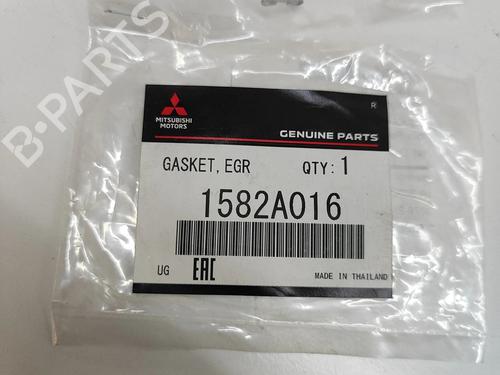 B-PARTS
MITSUBISHI
MOTORS
R
GENUINE PARTS
GASKET, EGR QTY: 1
1582A016
UG EAC MADE IN THAILAND